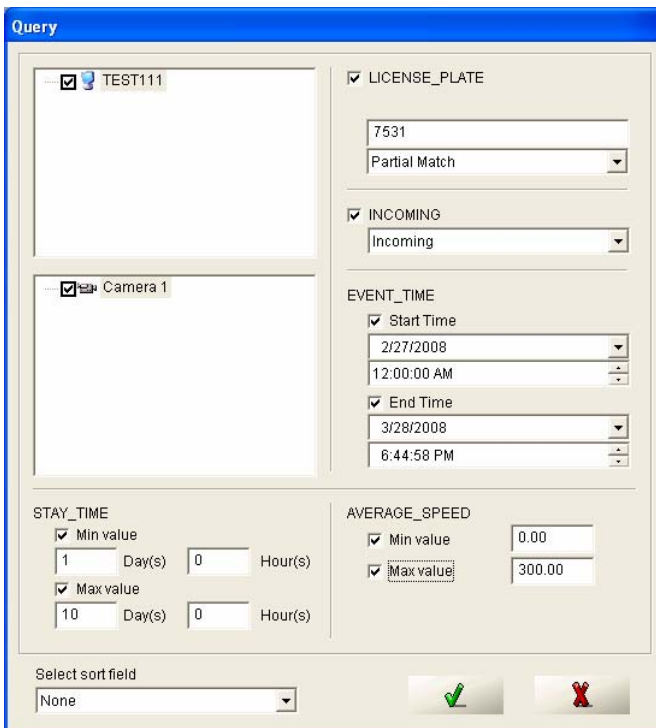 Query
TEST111
Camera 1
LICENSE_PLATE
7531
Partial Match
INCOMING
Incoming
EVENT_TIME
Start Time
2/27/2008
12:00:00 AM
End Time
3/28/2008
6:44:58 PM
STAY_TIME
Min value
1 Day(s) 0 Hour(s)
Max value
10 Day(s) 0 Hour(s)
AVERAGE_SPEED
Min value 0.00
Max value 300.00
Select sort field
None